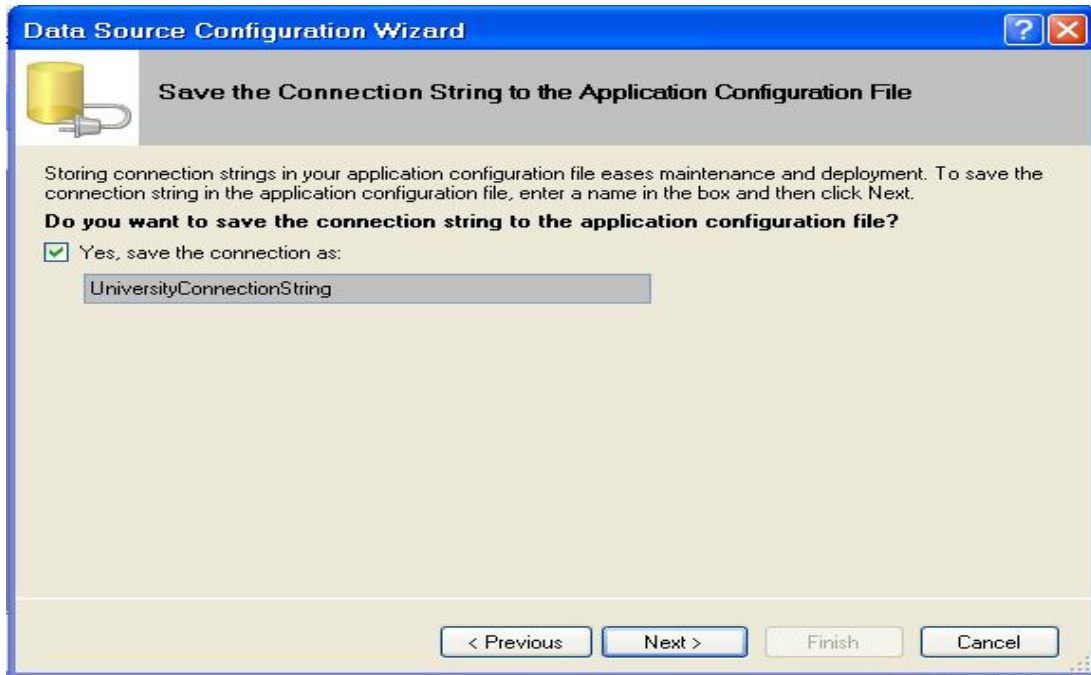 Data Source Configuration Wizard
Save the Connection String to the Application Configuration File
Storing connection strings in your application configuration file eases maintenance and deployment. To save the
connection string in the application configuration file, enter a name in the box and then click Next.
Do you want to save the connection string to the application configuration file?
Yes, save the connection as:
UniversityConnectionString
< Previous Next > Finish Cancel